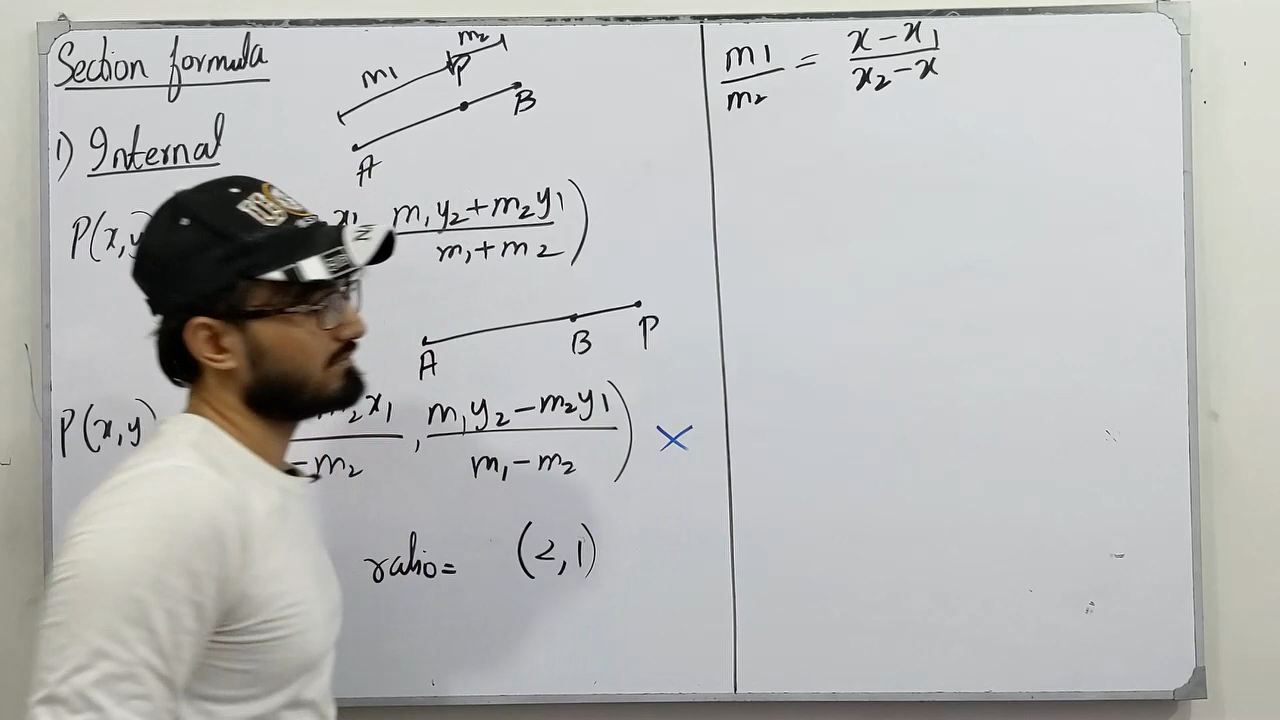 Section formula
m1 m2
P
A B
1) Internal
P(x,y) x1 m1y2+m2y1 / m1+m2 )
A B P
P(x,y) m2x1 / -m2 , m1y2-m2y1 / m1-m2 ) ×
ratio= (2,1)
m1/m2 = x-x1 / x2-x